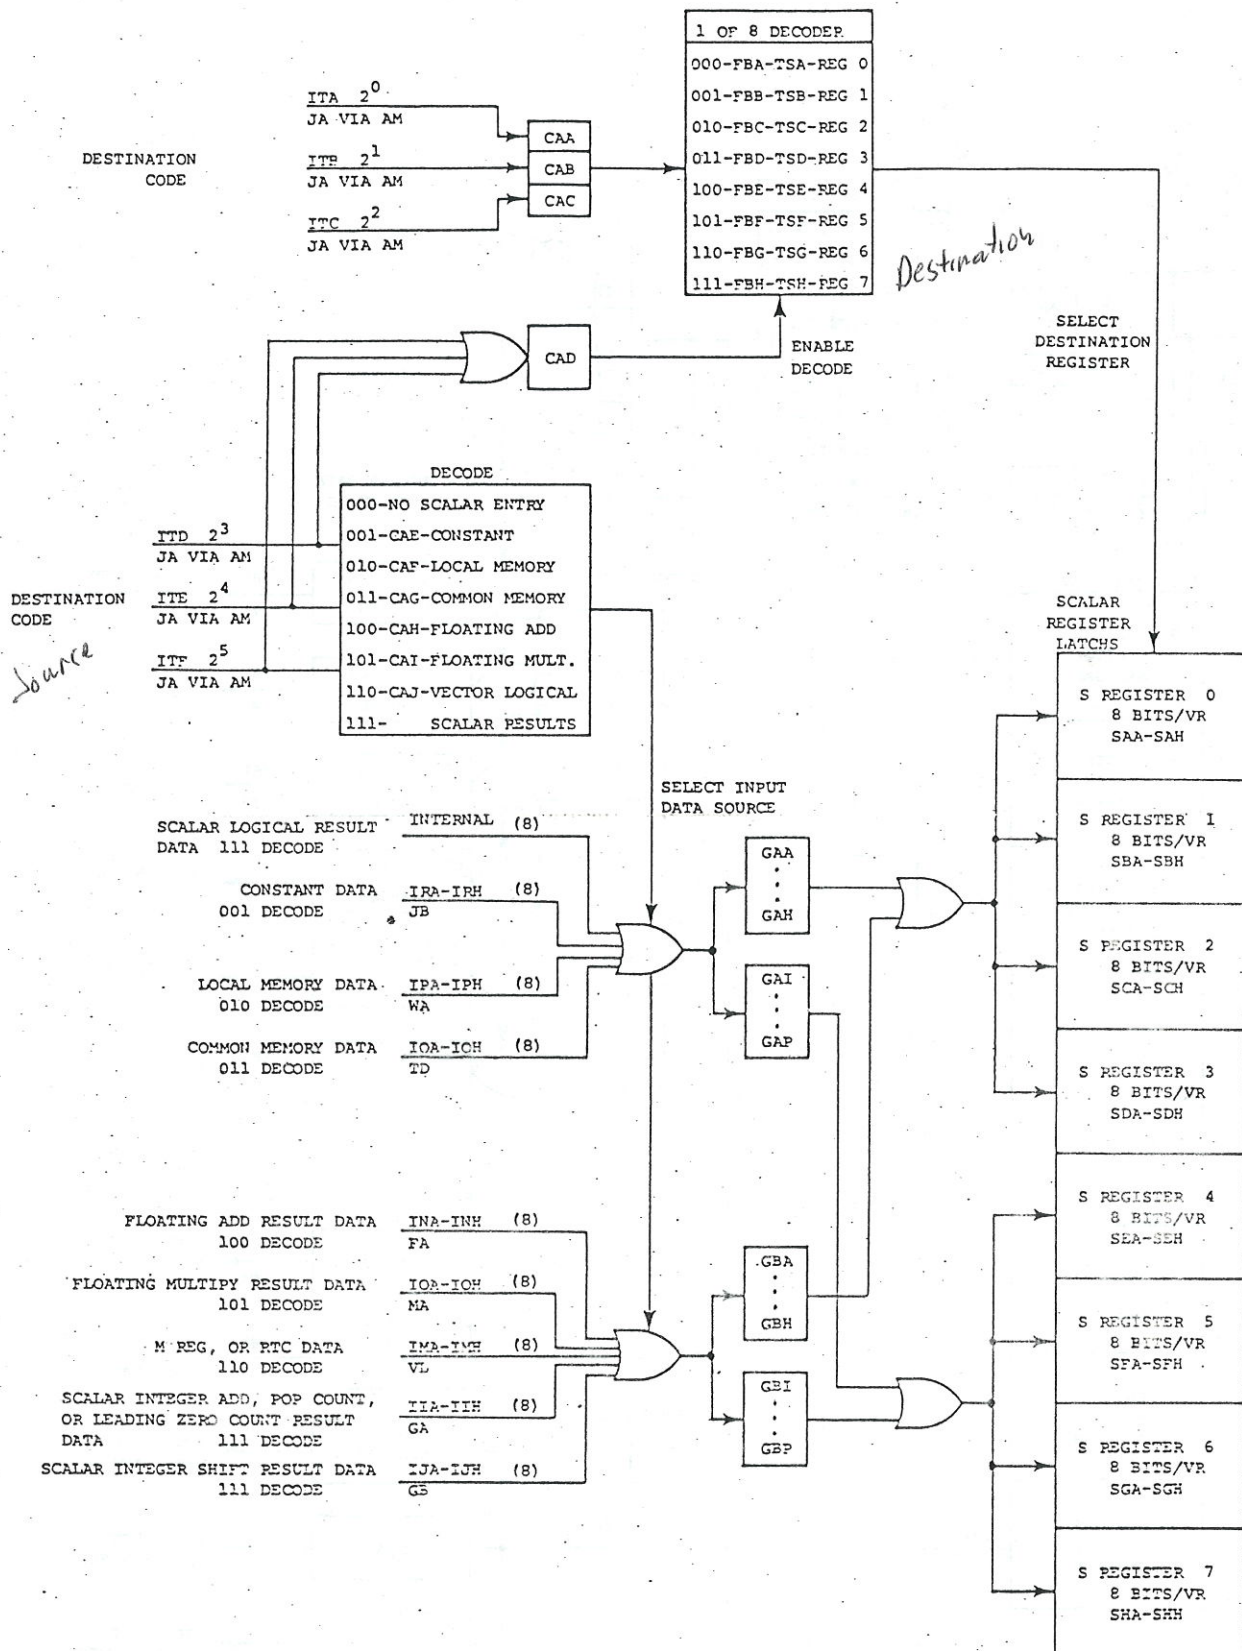 1 OF 8 DECODER
000-FBA-TSA-REG 0
001-FBB-TSB-REG 1
010-FBC-TSC-REG 2
011-FBD-TSD-REG 3
100-FBE-TSE-REG 4
101-FBF-TSF-REG 5
110-FBG-TSG-REG 6
111-FBH-TSH-REG 7
DESTINATION
CODE
ITA 2^0
JA VIA AM
ITB 2^1
JA VIA AM
ITC 2^2
JA VIA AM
CAA
CAB
CAC
Destination
CAD
ENABLE
DECODE
SELECT
DESTINATION
REGISTER
DECODE
000-NO SCALAR ENTRY
001-CAE-CONSTANT
010-CAF-LOCAL MEMORY
011-CAG-COMMON MEMORY
100-CAH-FLOATING ADD
101-CAI-FLOATING MULT.
110-CAJ-VECTOR LOGICAL
111- SCALAR RESULTS
DESTINATION
CODE
Source
ITD 2^3
JA VIA AM
ITE 2^4
JA VIA AM
ITF 2^5
JA VIA AM
SELECT INPUT
DATA SOURCE
SCALAR LOGICAL RESULT INTERNAL (8)
DATA 111 DECODE
CONSTANT DATA IRA-IRH (8)
001 DECODE JB
LOCAL MEMORY DATA IPA-IPH (8)
010 DECODE WA
COMMON MEMORY DATA IQA-IQH (8)
011 DECODE TD
FLOATING ADD RESULT DATA INA-INH (8)
100 DECODE FA
FLOATING MULTIPY RESULT DATA IOA-IOH (8)
101 DECODE MA
M REG, OR RTC DATA IMA-IMH (8)
110 DECODE VL
SCALAR INTEGER ADD, POP COUNT,
OR LEADING ZERO COUNT RESULT IIA-IIH (8)
DATA 111 DECODE GA
SCALAR INTEGER SHIFT RESULT DATA IJA-IJH (8)
111 DECODE GB
GAA
GAH
GAI
GAP
GBA
GBH
GBI
GBP
SCALAR
REGISTER
LATCHS
S REGISTER 0
8 BITS/VR
SAA-SAH
S REGISTER 1
8 BITS/VR
SBA-SBH
S REGISTER 2
8 BITS/VR
SCA-SCH
S REGISTER 3
8 BITS/VR
SDA-SDH
S REGISTER 4
8 BITS/VR
SEA-SEH
S REGISTER 5
8 BITS/VR
SFA-SFH
S REGISTER 6
8 BITS/VR
SGA-SGH
S REGISTER 7
8 BITS/VR
SHA-SHH